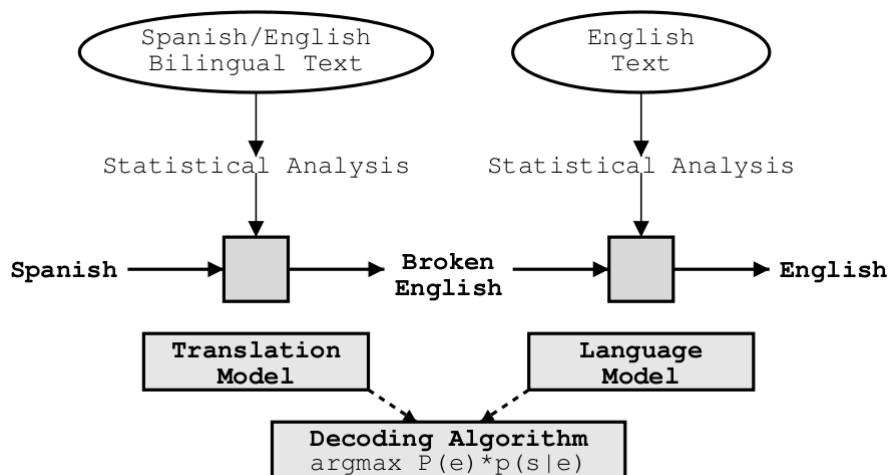 Spanish/English
Bilingual Text
English
Text
Statistical Analysis
Statistical Analysis
Spanish
Broken
English
English
Translation
Model
Language
Model
Decoding Algorithm
argmax P(e)*p(s|e)